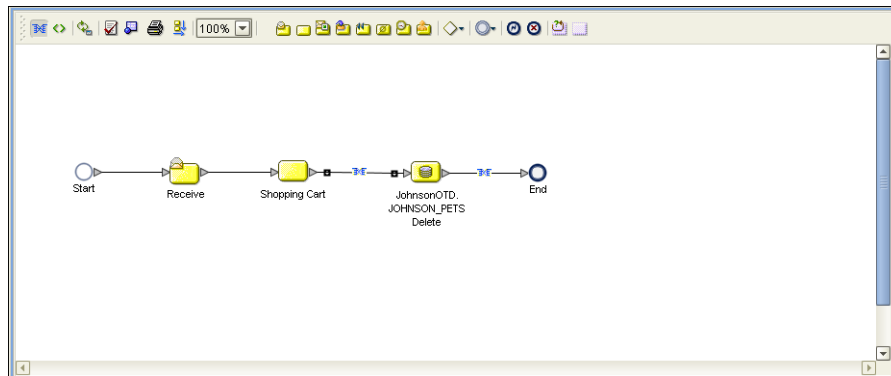 100%
Start
Receive
Shopping Cart
JohnsonOTD.
JOHNSON_PETS
Delete
End